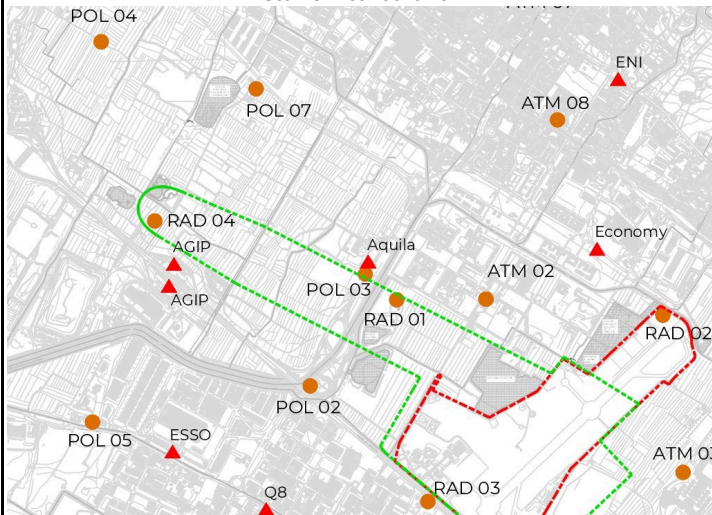 POL 04
ENI
POL 07
ATM 08
RAD 04
AGIP
Aquila
Economy
POL 03
ATM 02
AGIP
RAD 01
RAD 02
POL 02
POL 05
ESSO
ATM 03
Q8
RAD 03